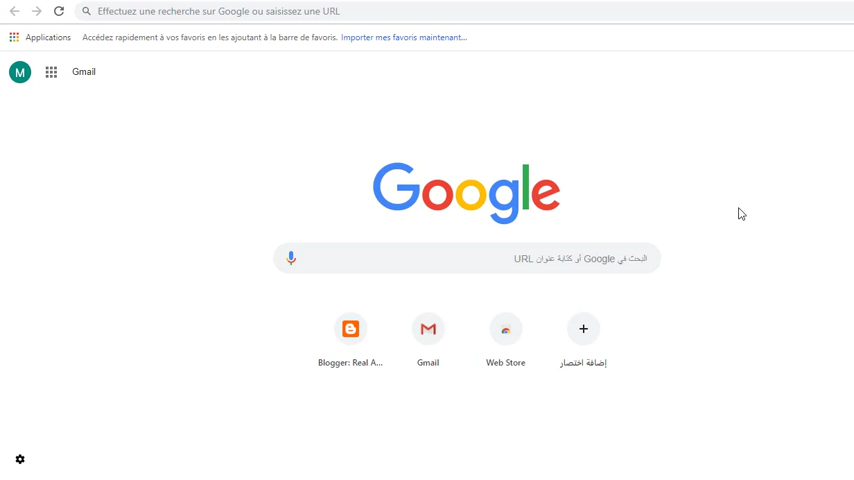 Effectuez une recherche sur Google ou saisissez une URL
Applications Accédez rapidement à vos favoris en les ajoutant à la barre de favoris. Importer mes favoris maintenant...
M Gmail
Google
البحث في Google أو كتابة عنوان URL
Blogger: Real A... Gmail Web Store إضافة اختصار